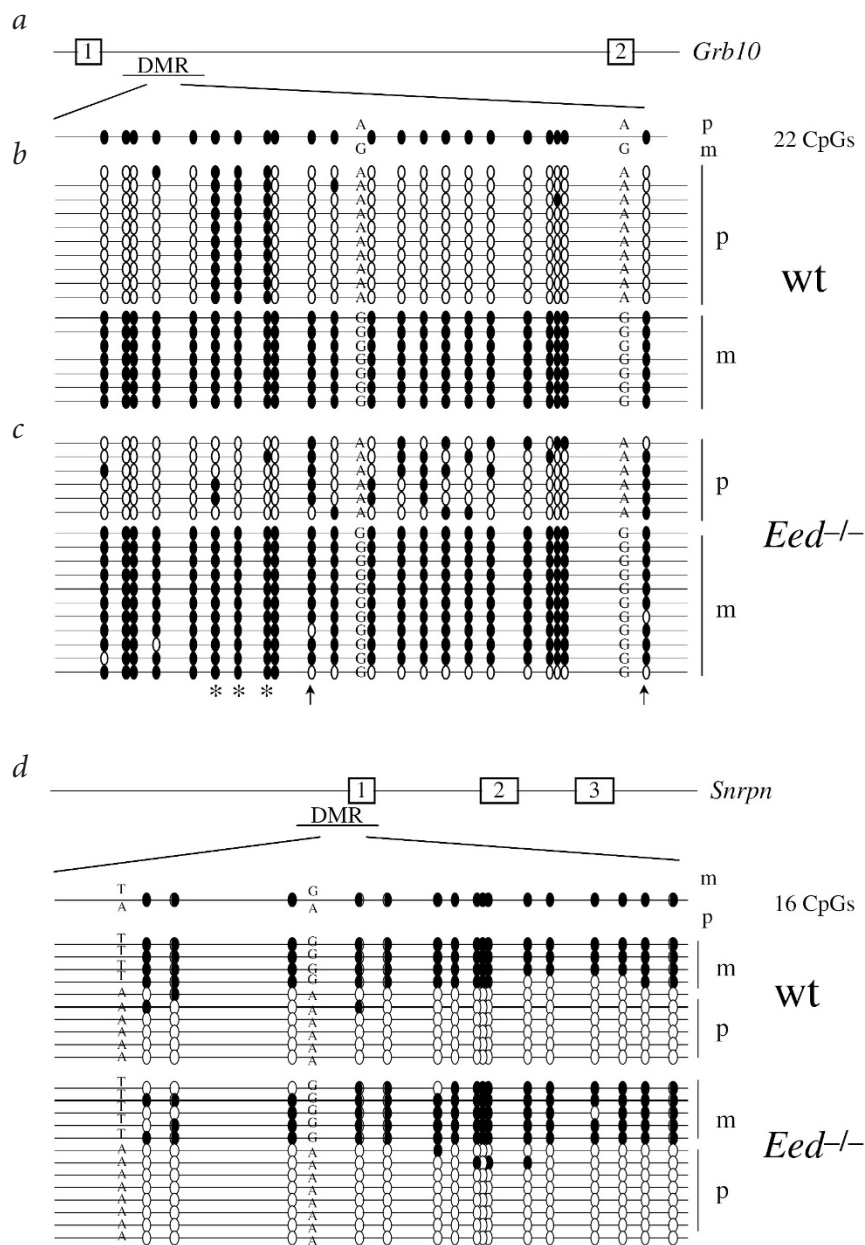 a
1 2 Grb10
DMR
A A p
G G m 22 CpGs
b
A A
A A
A A
A A
A A
A A
A A
A A
A A
A A
p
wt
G G
G G
G G
G G
G G
G G
G G
m
c
A A
A A
A A
A A
A A
A A
p
Eed–/–
G G
G G
G G
G G
G G
G G
G G
G G
G G
G G
G G
m
* * *
d
1 2 3 Snrpn
DMR
T G m
A A p 16 CpGs
T G
T G
T G
T G
m
wt
A A
A A
A A
A A
A A
A A
p
T G
T G
T G
T G
T G
m
Eed–/–
A A
A A
A A
A A
A A
A A
A A
A A
p